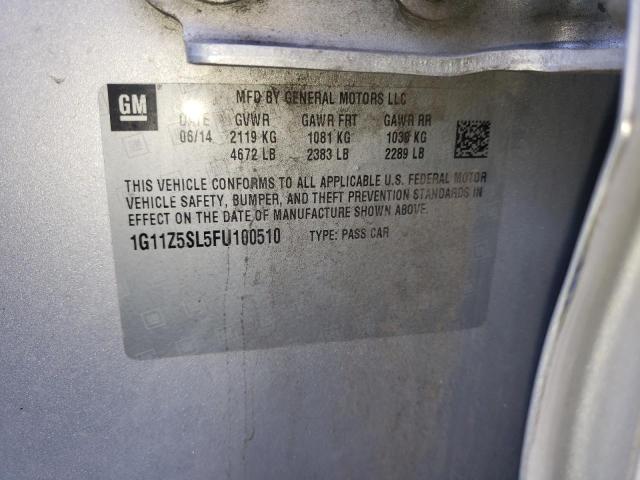 GM
MFD BY GENERAL MOTORS LLC
DATE GVWR GAWR FRT GAWR RR
06/14 2119 KG 1081 KG 1038 KG
4672 LB 2383 LB 2289 LB
THIS VEHICLE CONFORMS TO ALL APPLICABLE U.S. FEDERAL MOTOR
VEHICLE SAFETY, BUMPER, AND THEFT PREVENTION STANDARDS IN
EFFECT ON THE DATE OF MANUFACTURE SHOWN ABOVE.
1G11Z5SL5FU100510 TYPE: PASS CAR